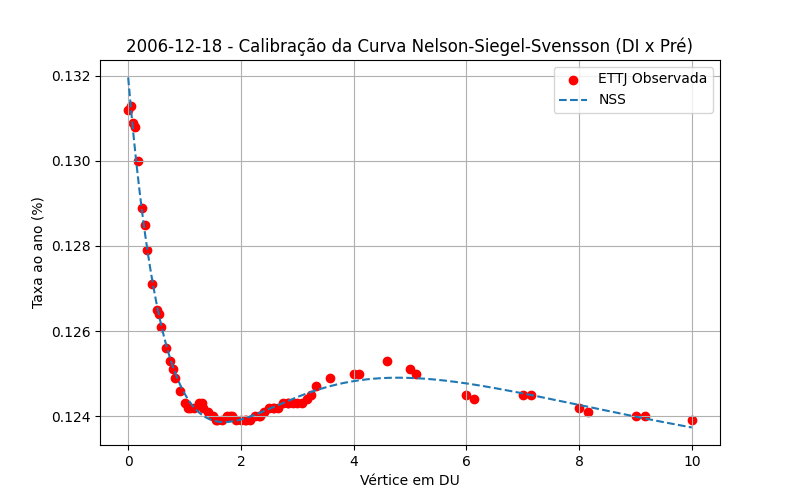 2006-12-18 - Calibração da Curva Nelson-Siegel-Svensson (DI x Pré)
ETTJ Observada
NSS
Taxa ao ano (%)
0.132
0.130
0.128
0.126
0.124
0 2 4 6 8 10
Vértice em DU